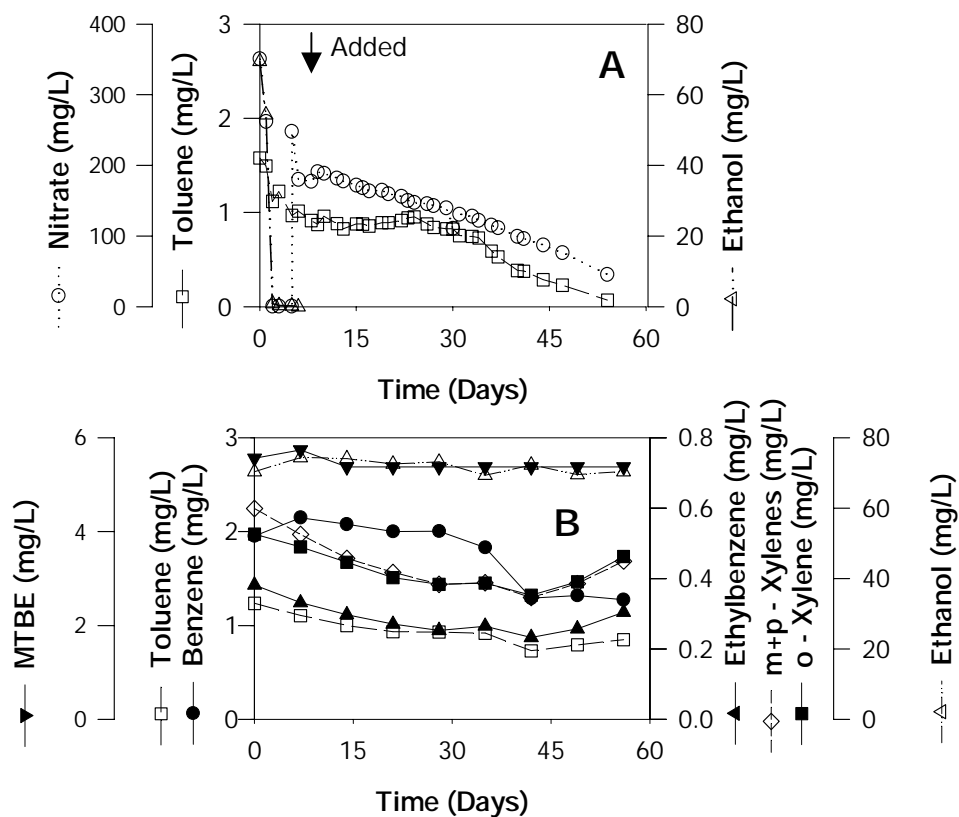 Nitrate (mg/L)
400
300
200
100
0
Toluene (mg/L)
3
2
1
0
Added
A
80
60
40
20
0
Ethanol (mg/L)
0 15 30 45 60
Time (Days)
MTBE (mg/L)
6
4
2
0
Toluene (mg/L)
Benzene (mg/L)
3
2
1
0
B
0.8
0.6
0.4
0.2
0.0
Ethylbenzene (mg/L)
m+p - Xylenes (mg/L)
o - Xylene (mg/L)
80
60
40
20
0
Ethanol (mg/L)
0 15 30 45 60
Time (Days)